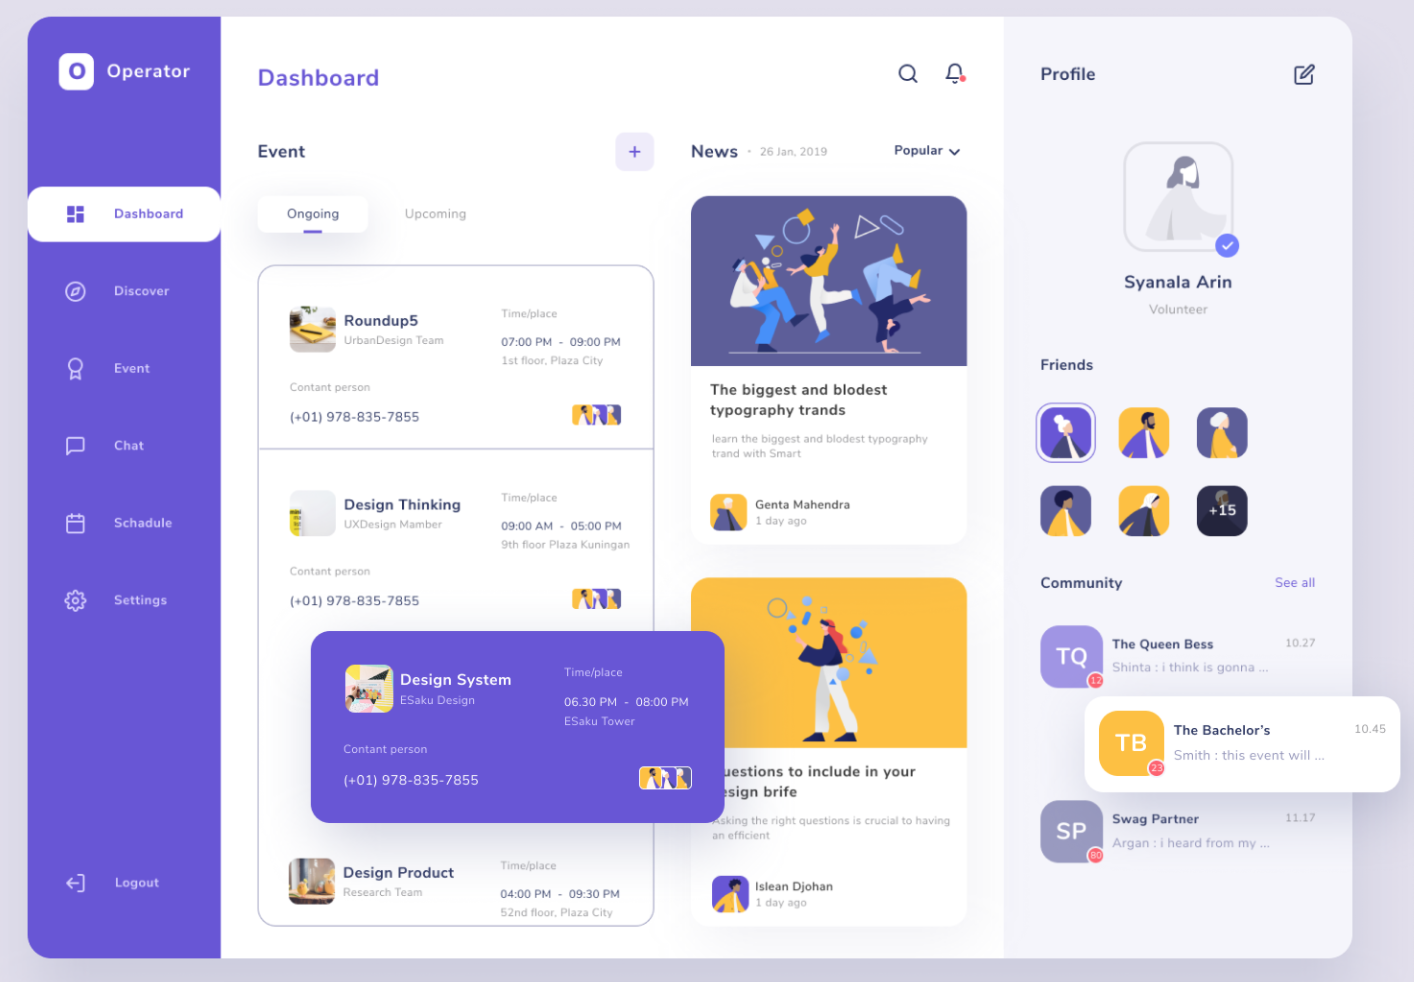 O Operator
Dashboard
Discover
Event
Chat
Schadule
Settings
Logout
Dashboard
Event
+
Ongoing
Upcoming
Roundup5
UrbanDesign Team
Time/place
07:00 PM - 09:00 PM
1st floor, Plaza City
Contant person
(+01) 978-835-7855
Design Thinking
UXDesign Mamber
Time/place
09:00 AM - 05:00 PM
9th floor Plaza Kuningan
Contant person
(+01) 978-835-7855
Design System
ESaku Design
Time/place
06.30 PM - 08:00 PM
ESaku Tower
Contant person
(+01) 978-835-7855
Design Product
Research Team
Time/place
04:00 PM - 09:30 PM
52nd floor, Plaza City
News · 26 Jan, 2019
Popular
The biggest and blodest
typography trands
learn the biggest and blodest typography
trand with Smart
Genta Mahendra
1 day ago
uestions to include in your
sign brife
Asking the right questions is crucial to having
an efficient
Islean Djohan
1 day ago
Profile
Syanala Arin
Volunteer
Friends
+15
Community
See all
TQ
12
The Queen Bess
10.27
Shinta : i think is gonna ...
TB
23
The Bachelor's
10.45
Smith : this event will ...
SP
80
Swag Partner
11.17
Argan : i heard from my ...